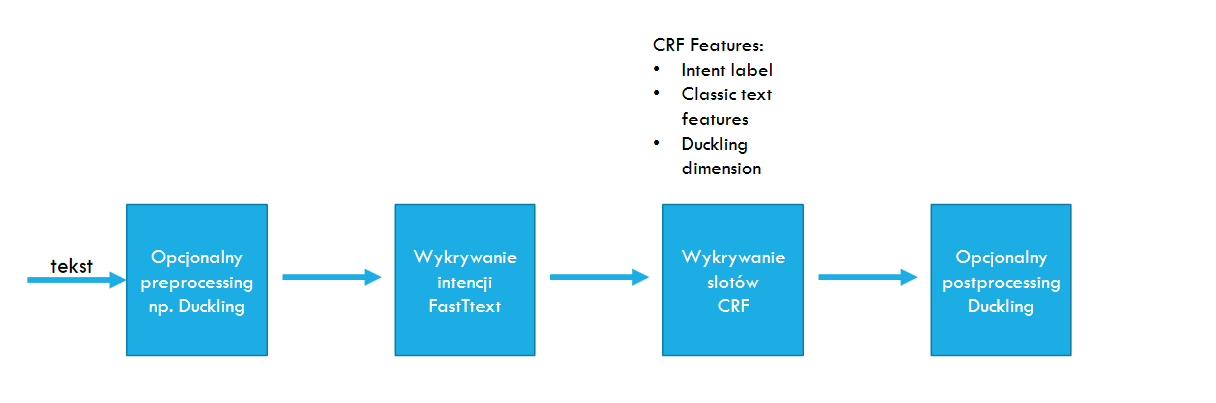 CRF Features:
• Intent label
• Classic text
features
• Duckling
dimension
tekst
Opcjonalny
preprocessing
np. Duckling
Wykrywanie
intencji
FastTtext
Wykrywanie
slotów
CRF
Opcjonalny
postprocessing
Duckling